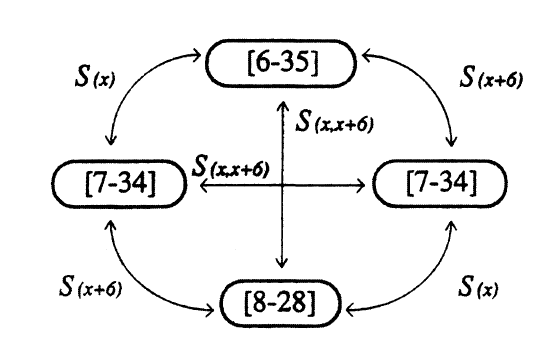 [6-35]
S(x)
S(x+6)
S(x,x+6)
S(x,x+6)
[7-34]
[7-34]
S(x+6)
S(x)
[8-28]